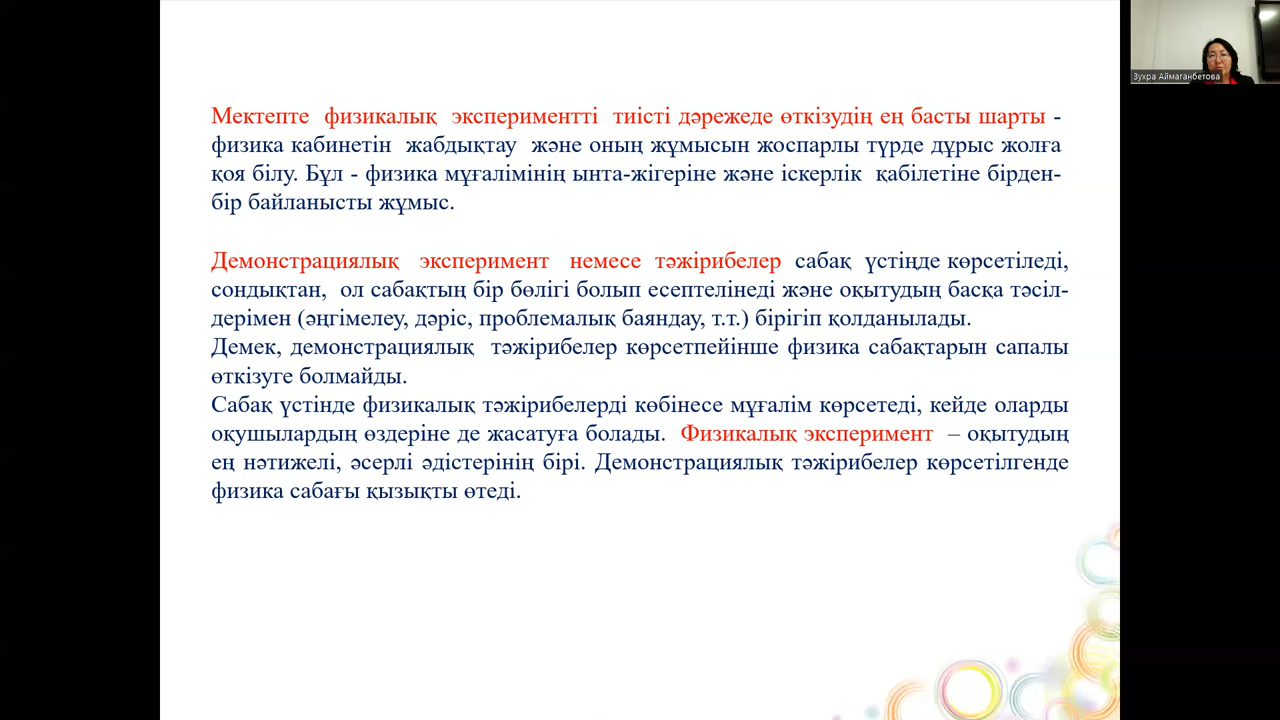 Мектепте физикалық экспериментті тиісті дәрежеде өткізудің ең басты шарты -
физика кабинетін жабдықтау және оның жұмысын жоспарлы түрде дұрыс жолға
қоя білу. Бұл - физика мұғалімінің ынта-жігеріне және іскерлік қабілетіне бірден-
бір байланысты жұмыс.
Демонстрациялық эксперимент немесе тәжірибелер сабақ үстіңде көрсетіледі,
сондықтан, ол сабақтың бір бөлігі болып есептелінеді және оқытудың басқа тәсіл-
дерімен (әңгімелеу, дәріс, проблемалық баяндау, т.т.) бірігіп қолданылады.
Демек, демонстрациялық тәжірибелер көрсетпейінше физика сабақтарын сапалы
өткізуге болмайды.
Сабақ үстінде физикалық тәжірибелерді көбінесе мұғалім көрсетеді, кейде оларды
оқушылардың өздеріне де жасатуға болады. Физикалық эксперимент – оқытудың
ең нәтижелі, әсерлі әдістерінің бірі. Демонстрациялық тәжірибелер көрсетілгенде
физика сабағы қызықты өтеді.
Зухра Аймаганбетова